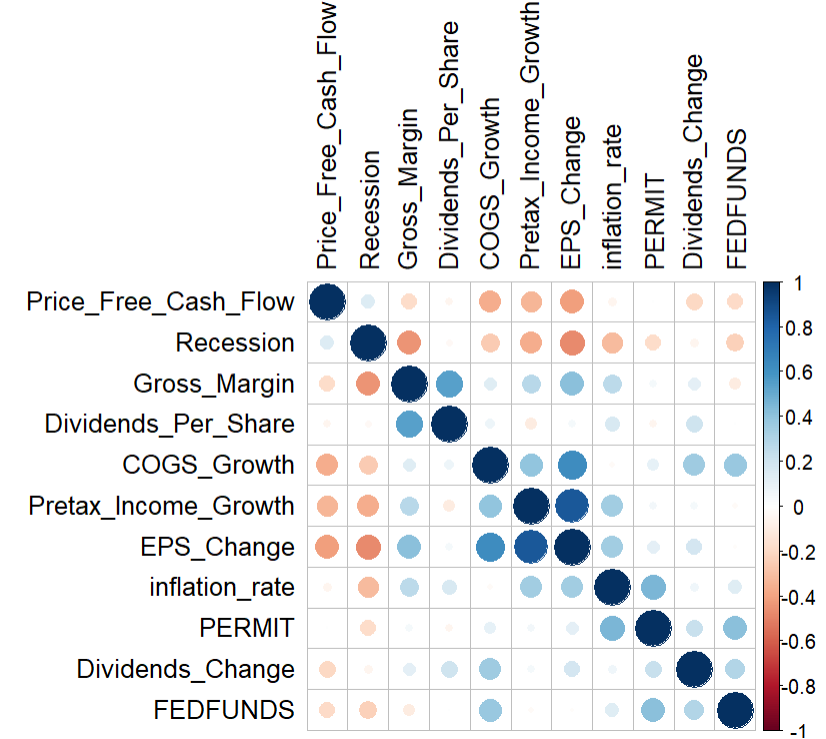 Price_Free_Cash_Flow
Recession
Gross_Margin
Dividends_Per_Share
COGS_Growth
Pretax_Income_Growth
EPS_Change
inflation_rate
PERMIT
Dividends_Change
FEDFUNDS
Price_Free_Cash_Flow
Recession
Gross_Margin
Dividends_Per_Share
COGS_Growth
Pretax_Income_Growth
EPS_Change
inflation_rate
PERMIT
Dividends_Change
FEDFUNDS
1
0.8
0.6
0.4
0.2
0
-0.2
-0.4
-0.6
-0.8
-1